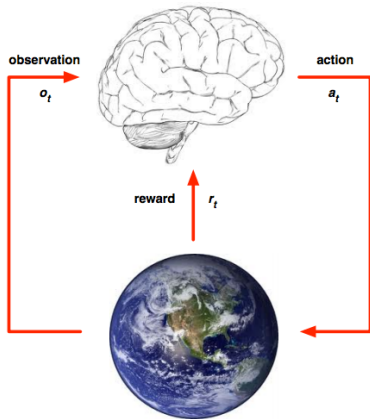 observation
action
o_t
a_t
reward
r_t